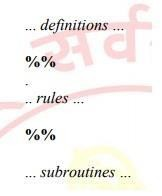 ... definitions ...
%%
.
.. rules ...
%%
... subroutines ...